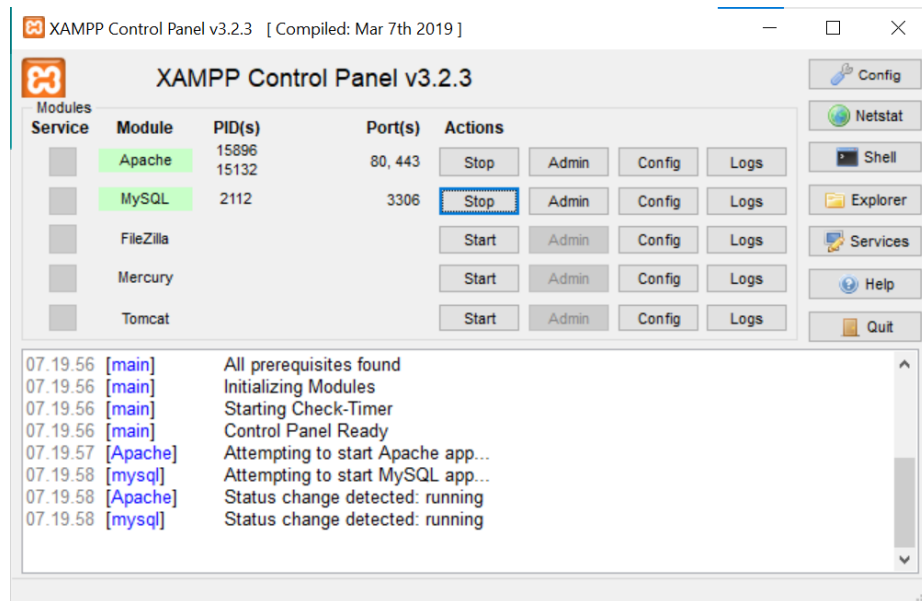 XAMPP Control Panel v3.2.3 [ Compiled: Mar 7th 2019 ]
XAMPP Control Panel v3.2.3
Config
Modules
Service Module PID(s) Port(s) Actions
Netstat
Apache 15896 15132 80, 443 Stop Admin Config Logs
Shell
MySQL 2112 3306 Stop Admin Config Logs
Explorer
FileZilla Start Admin Config Logs
Services
Mercury Start Admin Config Logs
Help
Tomcat Start Admin Config Logs
Quit
07.19.56 [main] All prerequisites found
07.19.56 [main] Initializing Modules
07.19.56 [main] Starting Check-Timer
07.19.56 [main] Control Panel Ready
07.19.57 [Apache] Attempting to start Apache app...
07.19.58 [mysql] Attempting to start MySQL app...
07.19.58 [Apache] Status change detected: running
07.19.58 [mysql] Status change detected: running